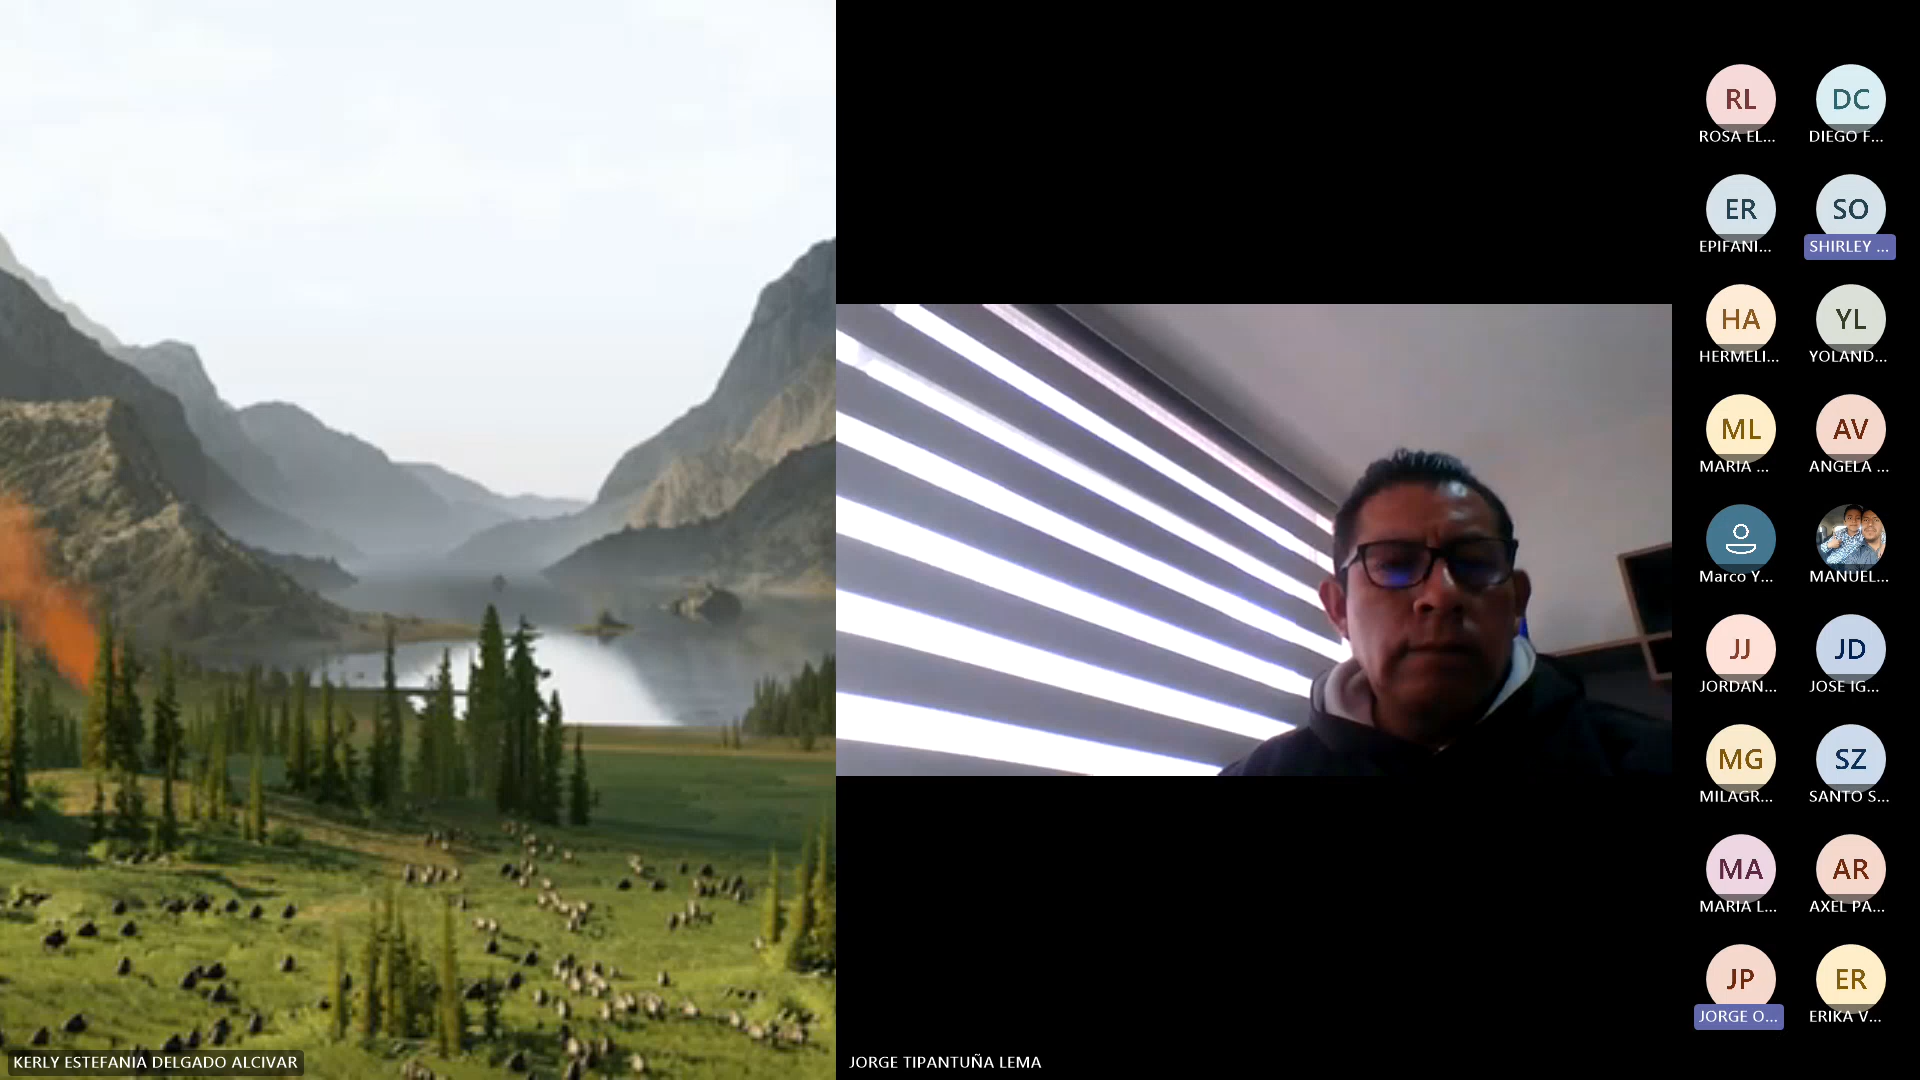 RL
DC
ROSA EL...
DIEGO F...
ER
SO
EPIFANI...
SHIRLEY ...
HA
YL
HERMELI...
YOLAND...
ML
AV
MARIA ...
ANGELA ...
Marco Y...
MANUEL...
JJ
JD
JORDAN...
JOSE IG...
MG
SZ
MILAGR...
SANTO S...
MA
AR
MARIA L...
AXEL PA...
JP
ER
JORGE O...
ERIKA V...
KERLY ESTEFANIA DELGADO ALCIVAR
JORGE TIPANTUÑA LEMA